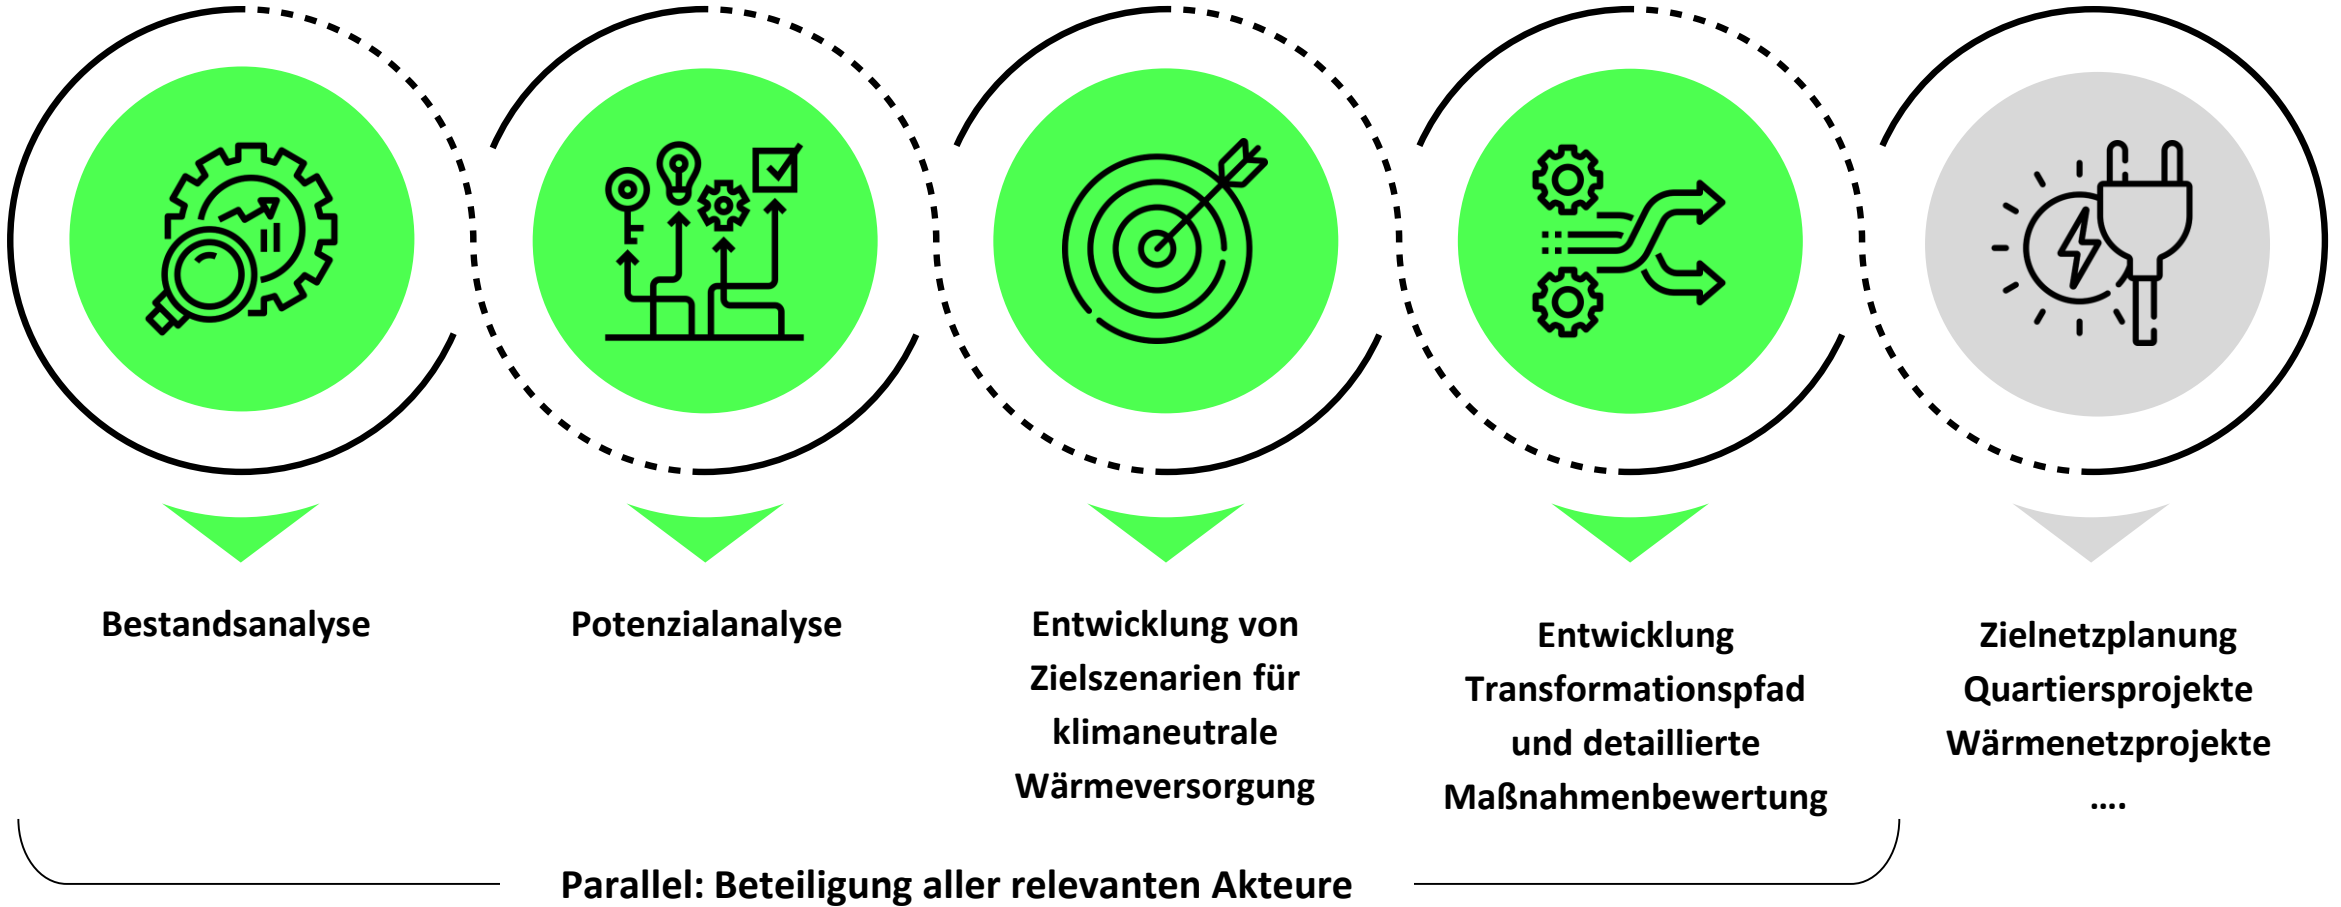 Bestandsanalyse
Potenzialanalyse
Entwicklung von
Zielszenarien für
klimaneutrale
Wärmeversorgung
Entwicklung
Transformationspfad
und detaillierte
Maßnahmenbewertung
Zielnetzplanung
Quartiersprojekte
Wärmenetzprojekte
....
Parallel: Beteiligung aller relevanten Akteure